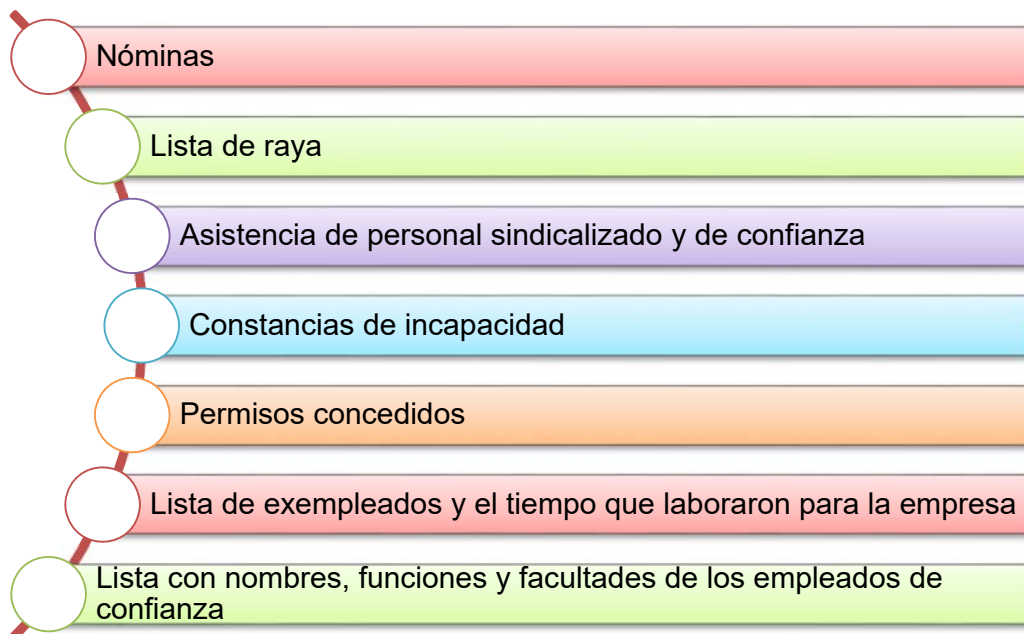 Nóminas
Lista de raya
Asistencia de personal sindicalizado y de confianza
Constancias de incapacidad
Permisos concedidos
Lista de exempleados y el tiempo que laboraron para la empresa
Lista con nombres, funciones y facultades de los empleados de
confianza